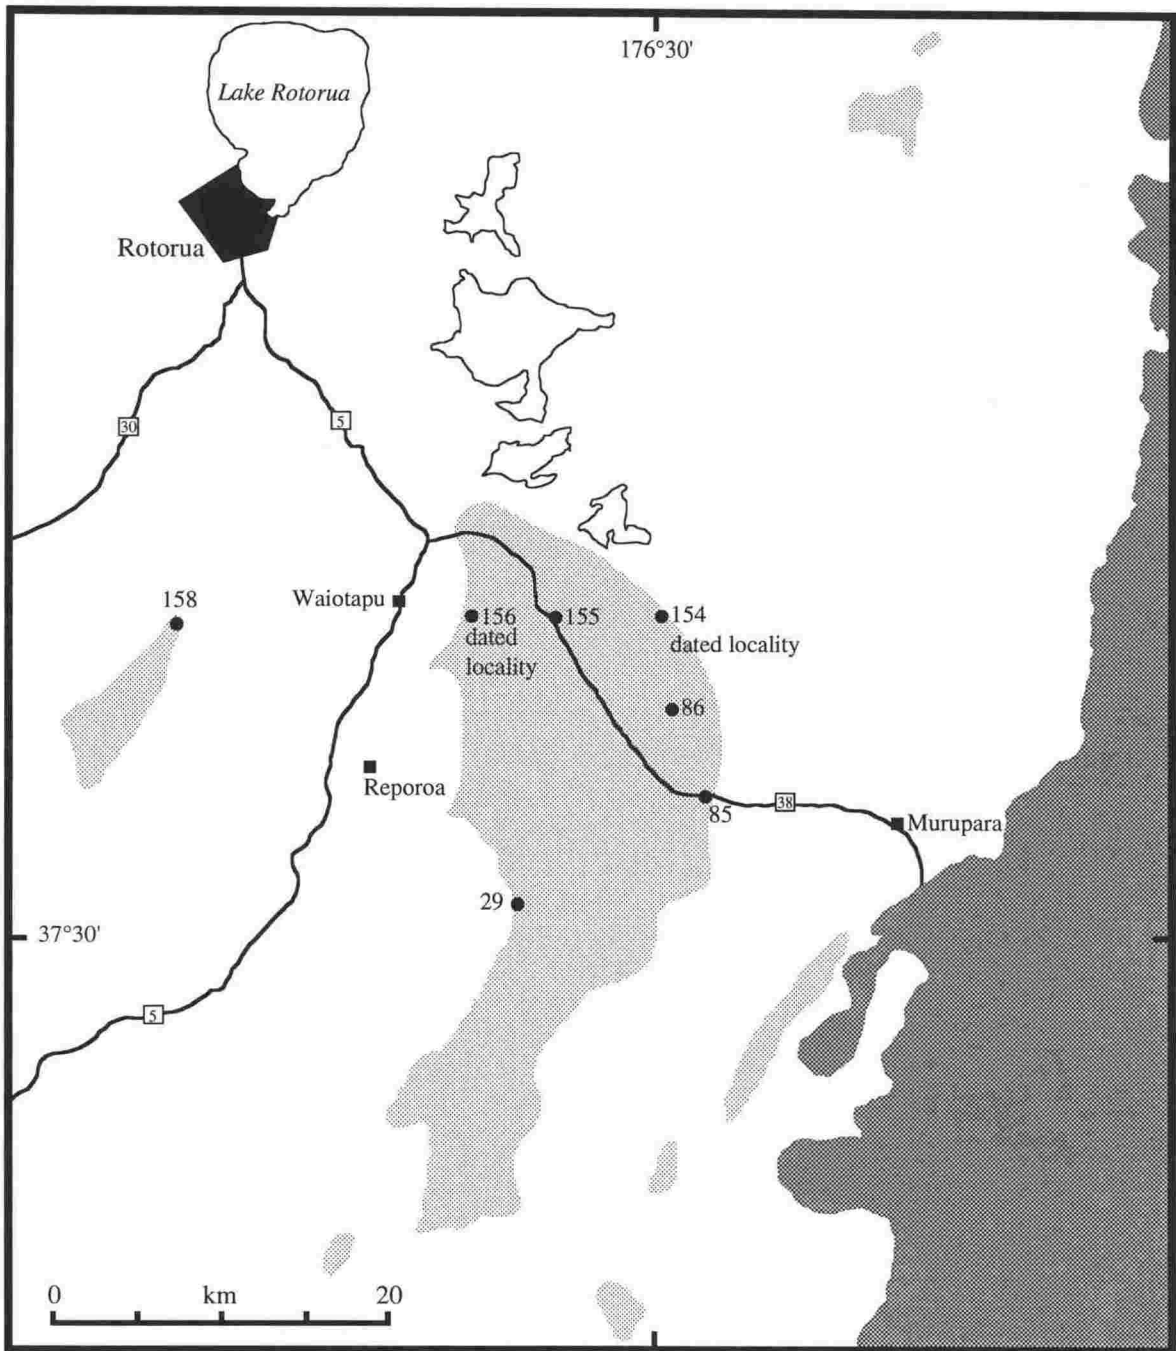 176°30'
Lake Rotorua
Rotorua
30
5
158
Waiotapu
156
dated
locality
155
154
dated locality
86
Reporoa
85
38
Murupara
29
37°30'
5
0 km 20